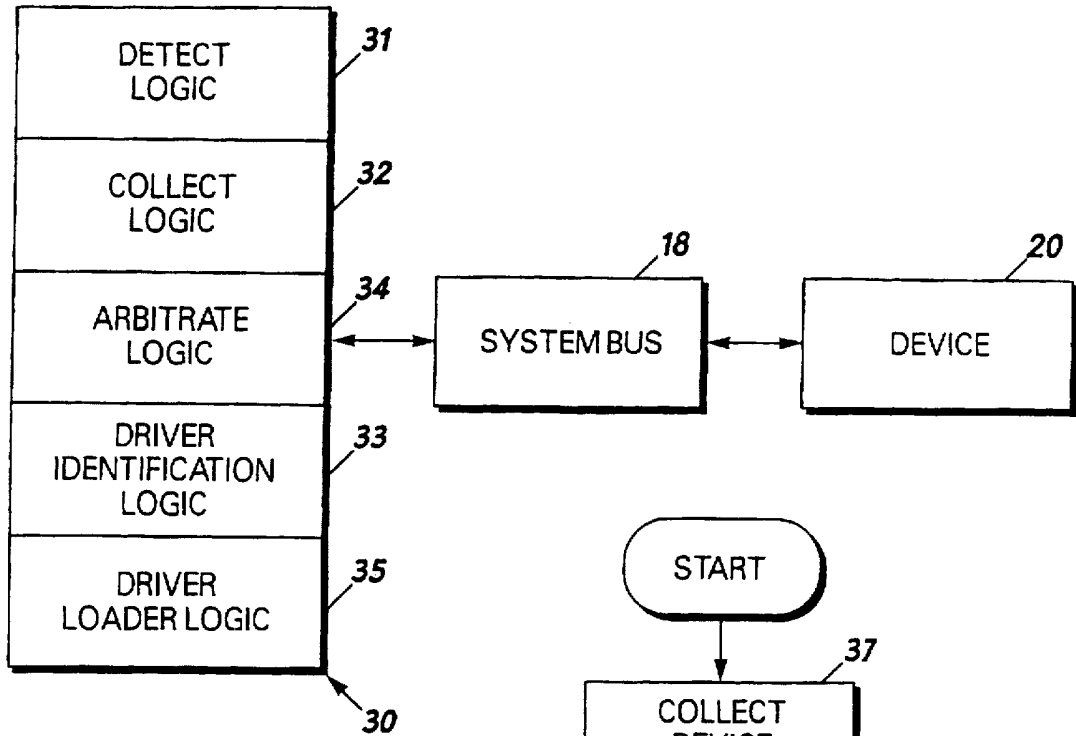 DETECT
LOGIC
31
COLLECT
LOGIC
32
ARBITRATE
LOGIC
34
DRIVER
IDENTIFICATION
LOGIC
33
DRIVER
LOADER LOGIC
35
30
18
SYSTEM BUS
20
DEVICE
START
37
COLLECT
DEVICE